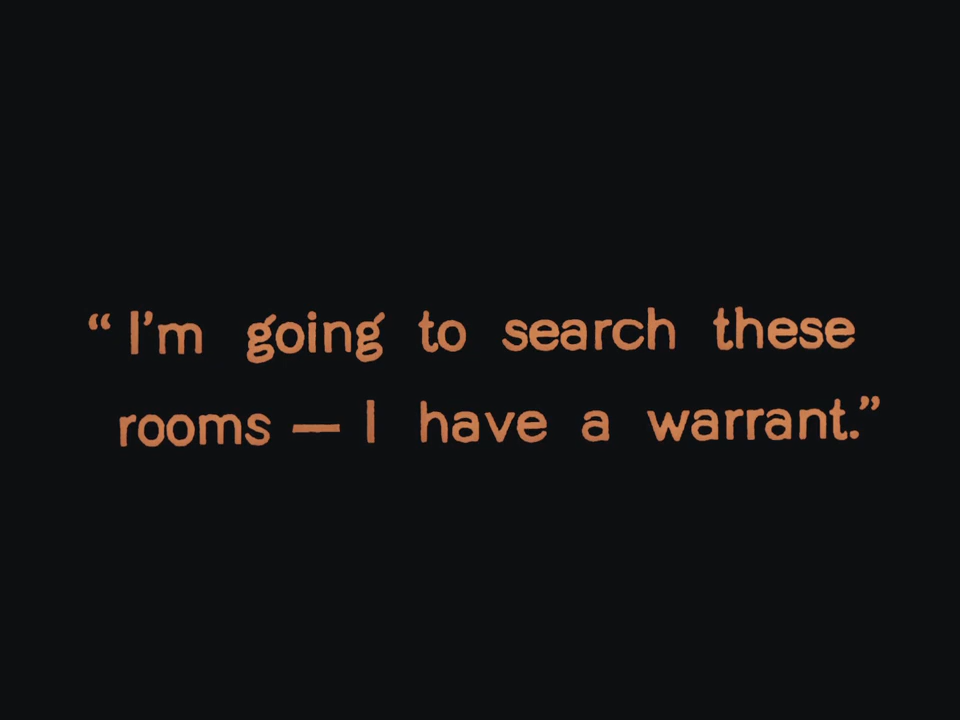 “I'm going to search these
rooms — I have a warrant.”